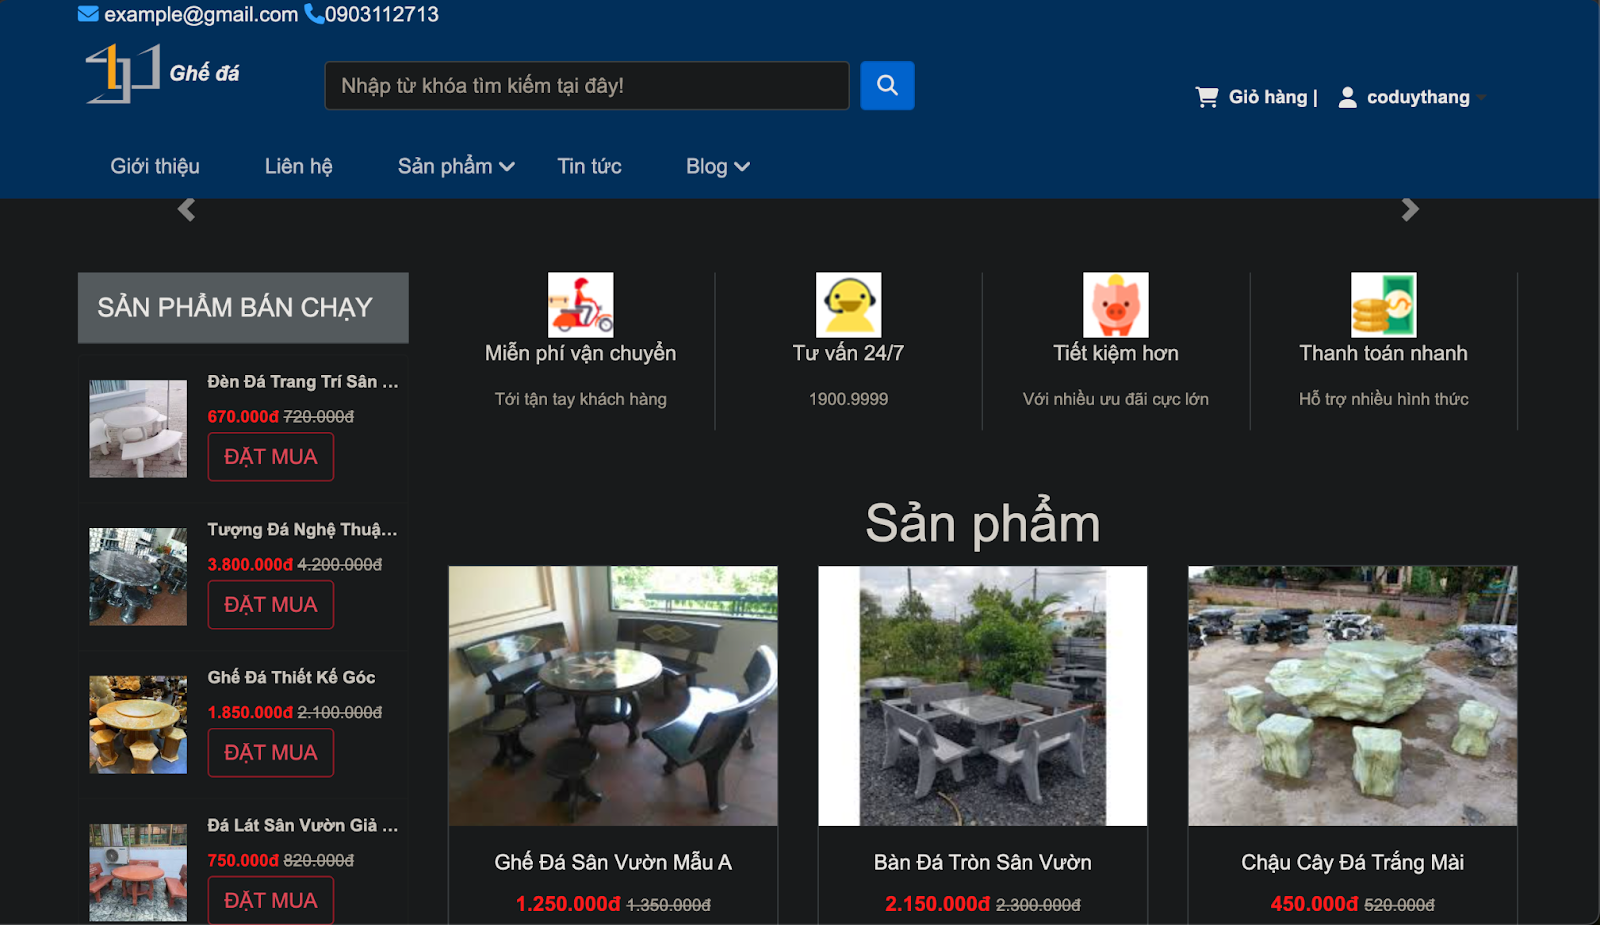 example@gmail.com 0903112713
Ghế đá
Nhập từ khóa tìm kiếm tại đây!
Giỏ hàng |
coduythang
Giới thiệu
Liên hệ
Sản phẩm
Tin tức
Blog
SẢN PHẨM BÁN CHẠY
Đèn Đá Trang Trí Sân ...
670.000đ 720.000đ
ĐẶT MUA
Tượng Đá Nghệ Thuậ...
3.800.000đ 4.200.000đ
ĐẶT MUA
Ghế Đá Thiết Kế Góc
1.850.000đ 2.100.000đ
ĐẶT MUA
Đá Lát Sân Vườn Giả ...
750.000đ 820.000đ
ĐẶT MUA
Miễn phí vận chuyển
Tới tận tay khách hàng
Tư vấn 24/7
1900.9999
Tiết kiệm hơn
Với nhiều ưu đãi cực lớn
Thanh toán nhanh
Hỗ trợ nhiều hình thức
Sản phẩm
Ghế Đá Sân Vườn Mẫu A
1.250.000đ 1.350.000đ
Bàn Đá Tròn Sân Vườn
2.150.000đ 2.300.000đ
Chậu Cây Đá Trắng Mài
450.000đ 520.000đ